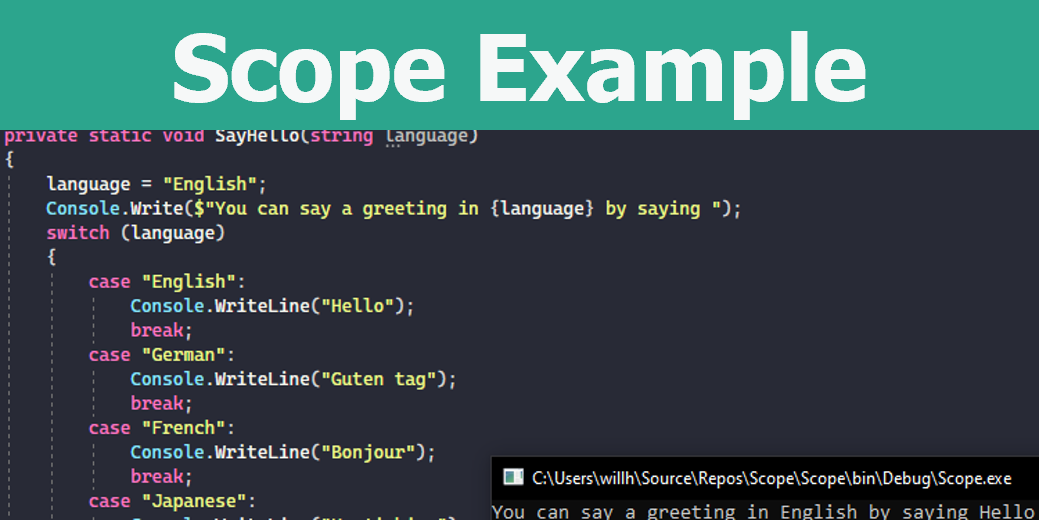 Scope Example
private static void SayHello(string language)
{
language = "English";
Console.Write($"You can say a greeting in {language} by saying ");
switch (language)
{
case "English":
Console.WriteLine("Hello");
break;
case "German":
Console.WriteLine("Guten tag");
break;
case "French":
Console.WriteLine("Bonjour");
break;
case "Japanese":
C:\Users\willh\Source\Repos\Scope\Scope\bin\Debug\Scope.exe
You can say a greeting in English by saying Hello